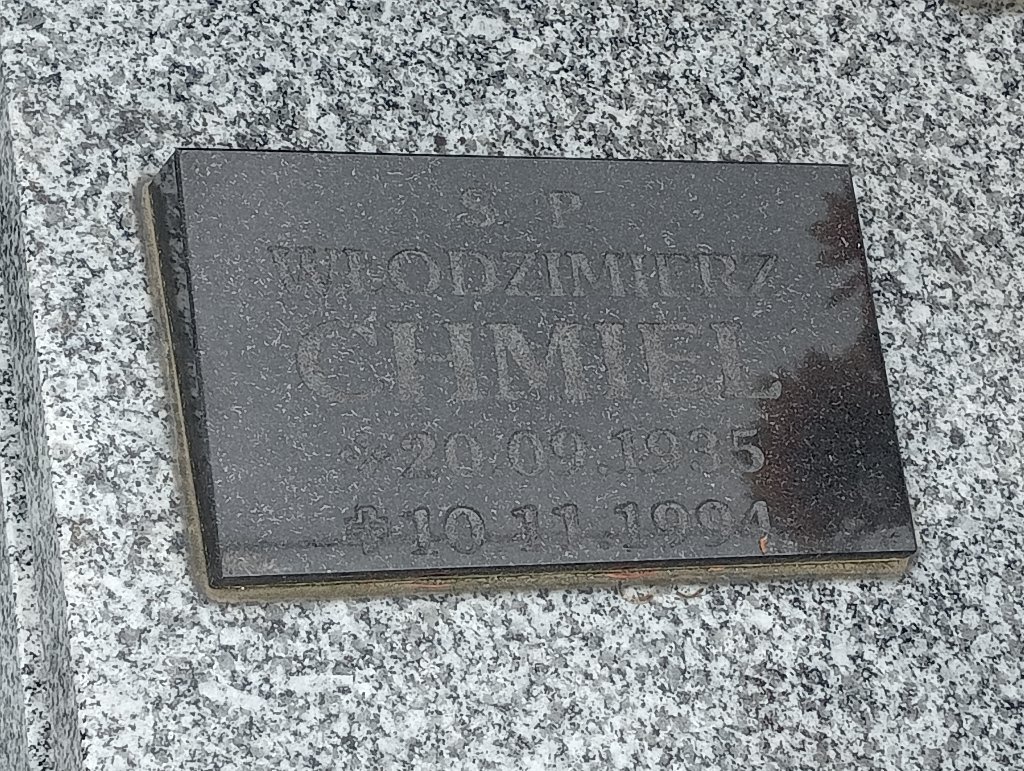 Ś. P
WŁODZIMIERZ
CHMIEL
* 20.09.1935
✝ 10.11.1994